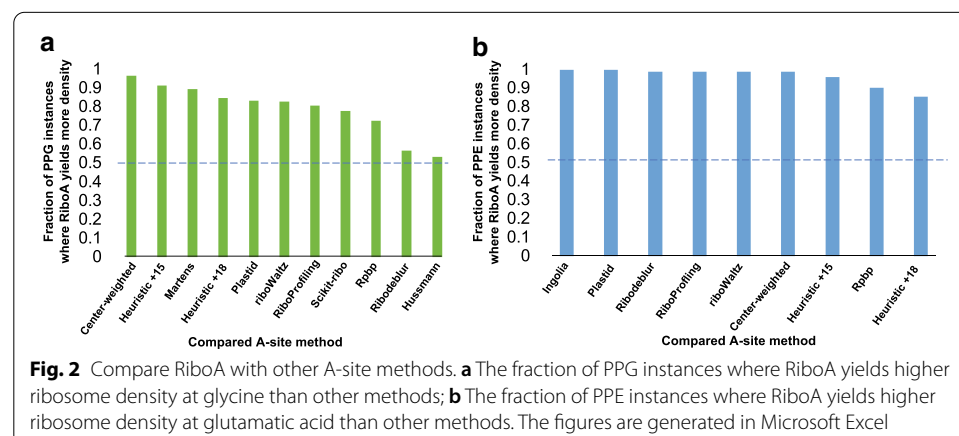 a
Fraction of PPG instances
where RiboA yields more density
1
0.9
0.8
0.7
0.6
0.5
0.4
0.3
0.2
0.1
0
Center-weighted
Heuristic +15
Martens
Heuristic +18
Plastid
riboWaltz
RiboProfiling
Scikit-ribo
Rpbp
Ribodeblur
Hussmann
Compared A-site method
b
Fraction of PPE instances
where RiboA yields more density
1
0.9
0.8
0.7
0.6
0.5
0.4
0.3
0.2
0.1
0
Ingolia
Plastid
Ribodeblur
RiboProfling
riboWaltz
Center-weighted
Heuristic +15
Rpbp
Heuristic +18
Compared A-site method
Fig. 2 Compare RiboA with other A-site methods. a The fraction of PPG instances where RiboA yields higher
ribosome density at glycine than other methods; b The fraction of PPE instances where RiboA yields higher
ribosome density at glutamatic acid than other methods. The figures are generated in Microsoft Excel